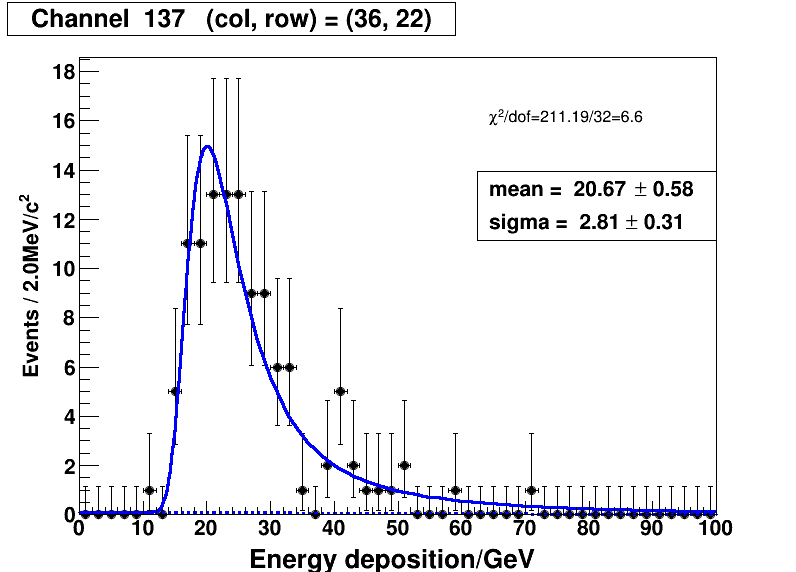 Channel 137 (col, row) = (36, 22)
χ²/dof=211.19/32=6.6
mean = 20.67 ± 0.58
sigma = 2.81 ± 0.31
Events / 2.0MeV/c²
18
16
14
12
10
8
6
4
2
0
0 10 20 30 40 50 60 70 80 90 100
Energy deposition/GeV